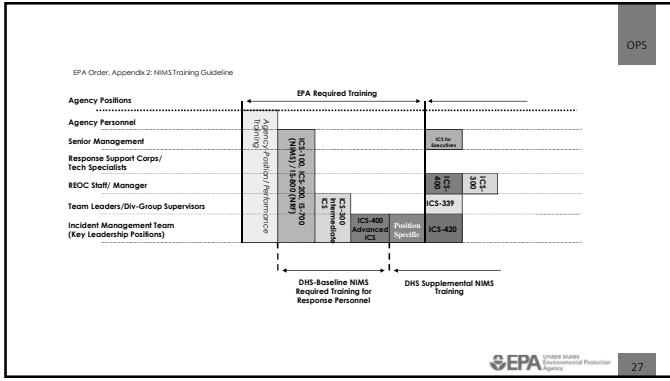 OPS
EPA Order, Appendix 2: NIMS Training Guideline
Agency Positions
EPA Required Training
Agency Personnel
Senior Management
Response Support Corps/
Tech Specialists
REOC Staff/ Manager
Team Leaders/Div-Group Supervisors
Incident Management Team
(Key Leadership Positions)
Agency-Position/Performance
Training
ICS-100, ICS-200, IS-700
(NIMS) / IS-800 (NRF)
ICS-300
Intermediate
ICS
ICS-400
Advanced
ICS
Position
Specific
ICS for
Executives
ICS-
400
ICS-
300
ICS-339
ICS-420
DHS-Baseline NIMS
Required Training for
Response Personnel
DHS Supplemental NIMS
Training
EPA
United States
Environmental Protection
Agency
27